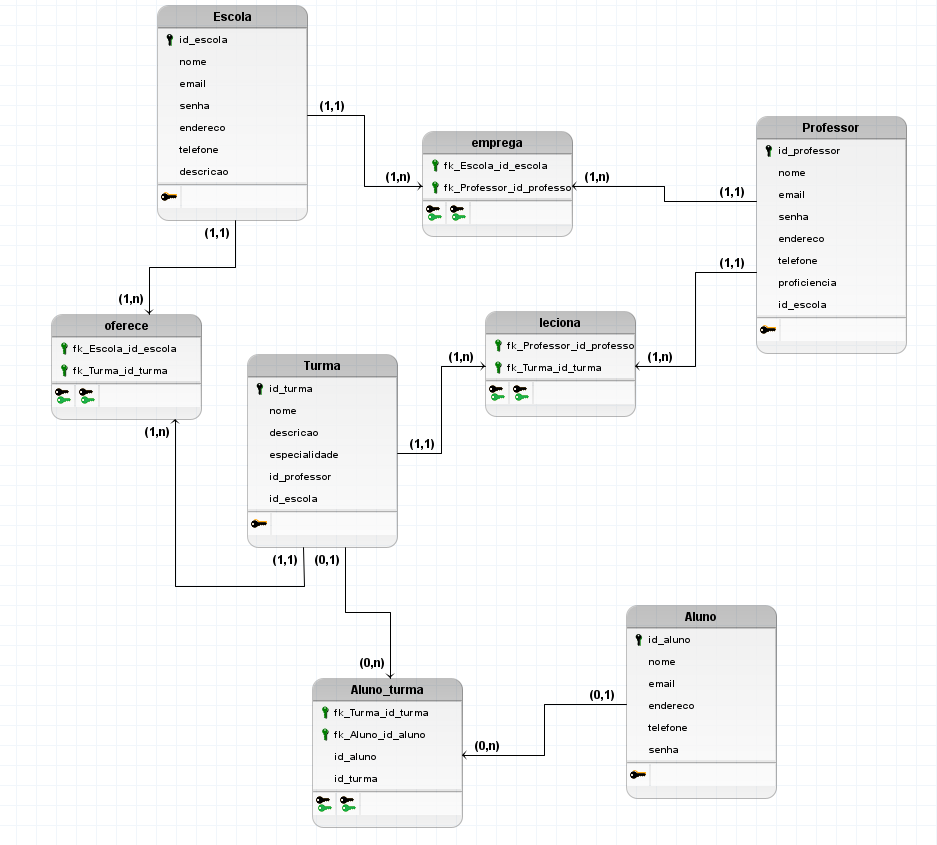 Escola
id_escola
nome
email
senha
endereco
telefone
descricao
(1,1)
(1,n)
emprega
fk_Escola_id_escola
fk_Professor_id_professo
(1,n)
(1,1)
Professor
id_professor
nome
email
senha
endereco
telefone
proficiencia
id_escola
(1,1)
(1,n)
(1,1)
oferece
fk_Escola_id_escola
fk_Turma_id_turma
(1,n)
leciona
fk_Professor_id_professo
fk_Turma_id_turma
(1,n)
(1,n)
Turma
id_turma
nome
descricao
especialidade
id_professor
id_escola
(1,1)
(1,1)
(0,1)
(0,n)
Aluno_turma
fk_Turma_id_turma
fk_Aluno_id_aluno
id_aluno
id_turma
(0,n)
(0,1)
Aluno
id_aluno
nome
email
endereco
telefone
senha